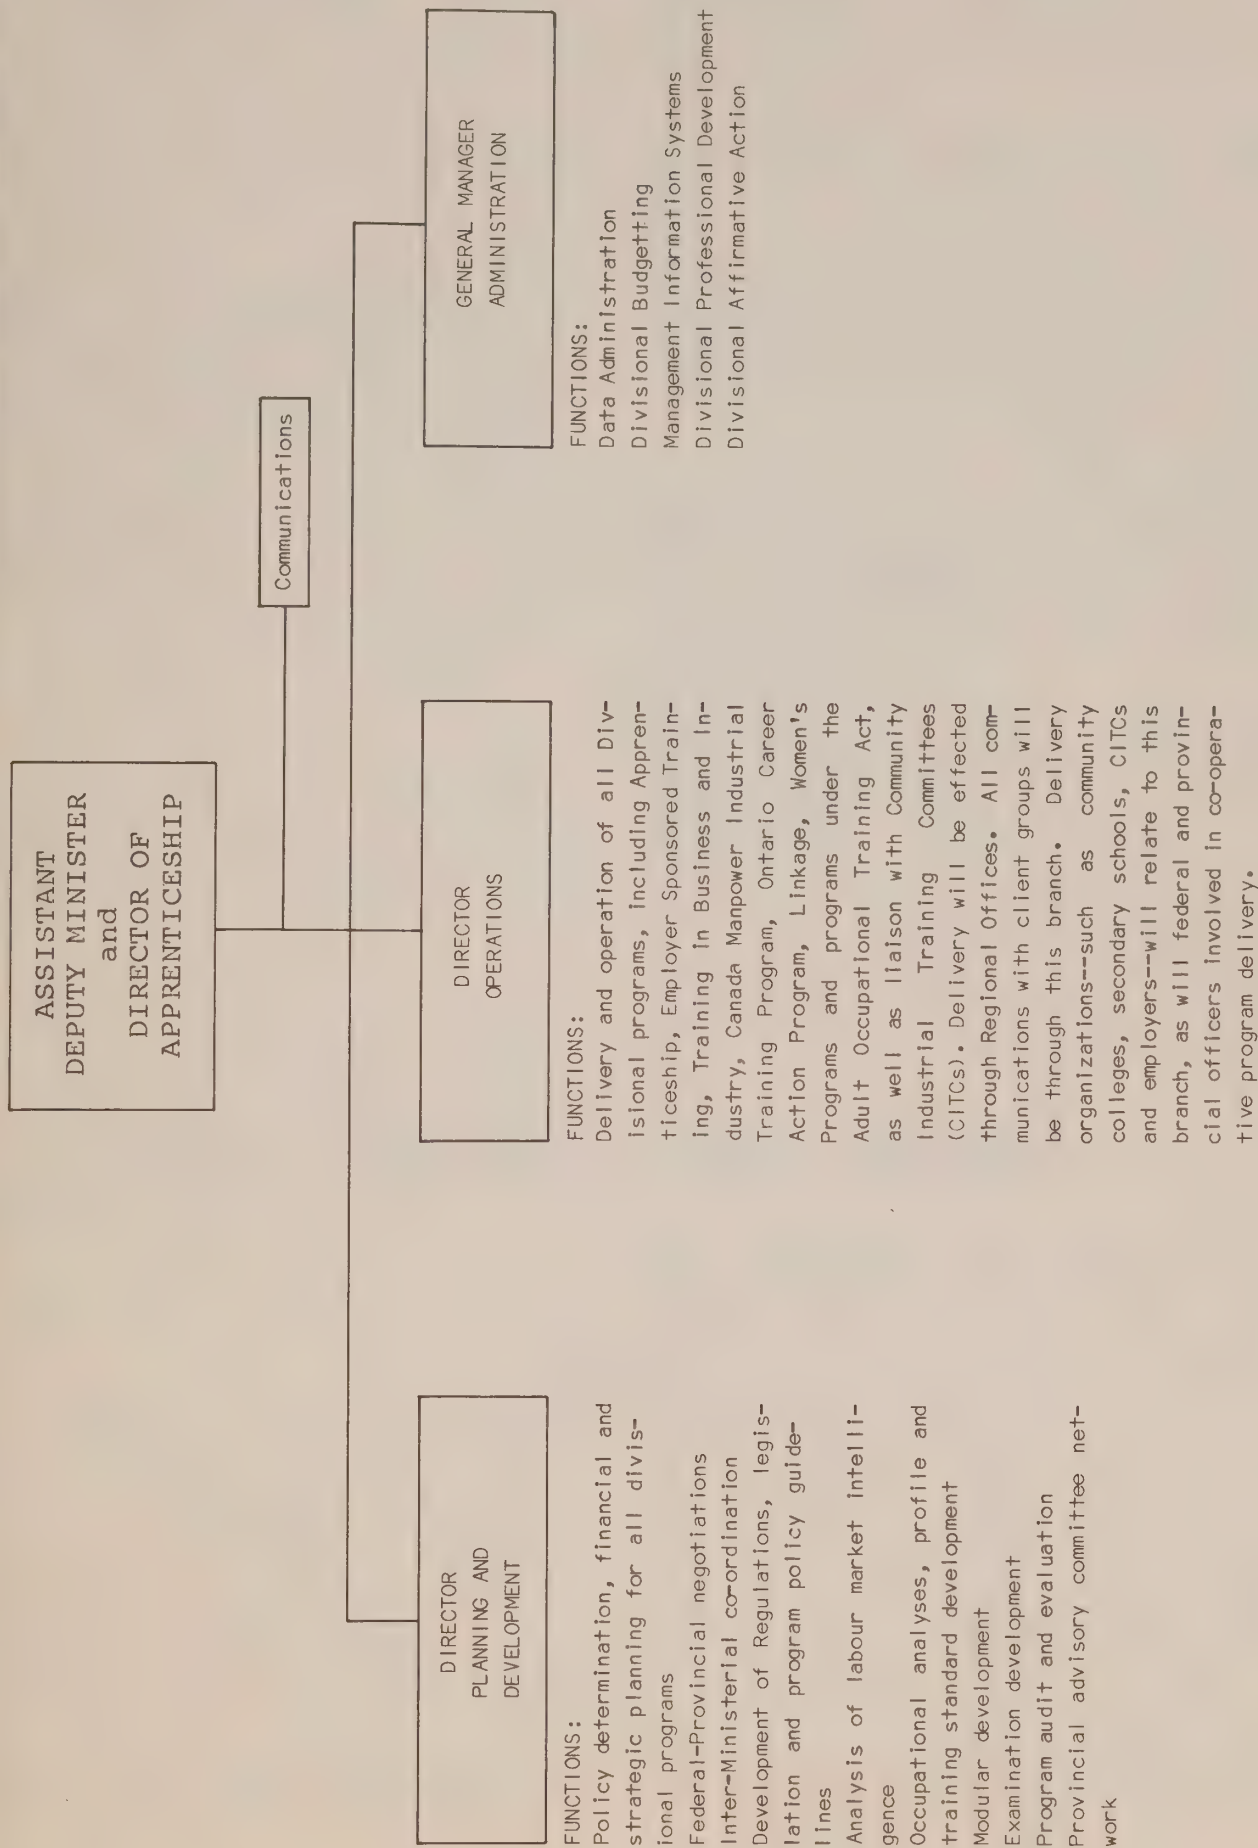 ASSISTANT
DEPUTY MINISTER
and
DIRECTOR OF
APPRENTICESHIP
Communications
DIRECTOR
PLANNING AND
DEVELOPMENT
FUNCTIONS:
Policy determination, financial and
strategic planning for all divis-
ional programs
Federal-Provincial negotiations
Inter-Ministerial co-ordination
Development of Regulations, legis-
lation and program policy guide-
lines
Analysis of labour market intelli-
gence
Occupational analyses, profile and
training standard development
Modular development
Examination development
Program audit and evaluation
Provincial advisory committee net-
work
DIRECTOR
OPERATIONS
FUNCTIONS:
Delivery and operation of all Div-
isional programs, including Appren-
ticeship, Employer Sponsored Train-
ing, Training in Business and In-
dustry, Canada Manpower Industrial
Training Program, Ontario Career
Action Program, Linkage, Women's
Programs and programs under the
Adult Occupational Training Act,
as well as liaison with Community
Industrial Training Committees
(CITCs). Delivery will be effected
through Regional Offices. All com-
munications with client groups will
be through this branch. Delivery
organizations--such as community
colleges, secondary schools, CITCs
and employers--will relate to this
branch, as will federal and provin-
cial officers involved in co-opera-
tive program delivery.
GENERAL MANAGER
ADMINISTRATION
FUNCTIONS:
Data Administration
Divisional Budgetting
Management Information Systems
Divisional Professional Development
Divisional Affirmative Action